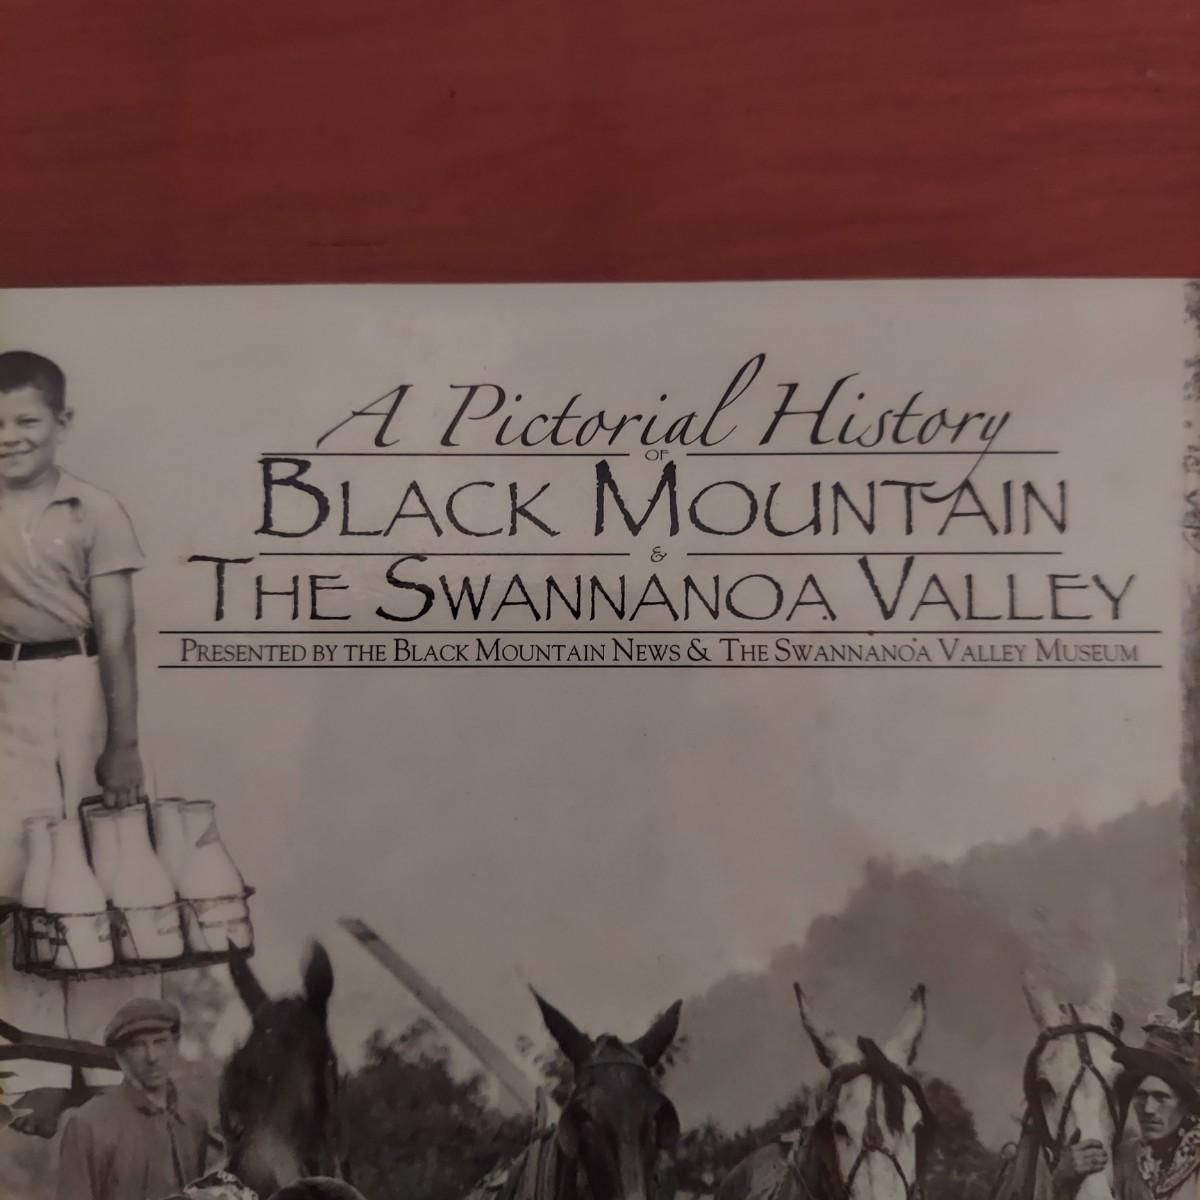 A Pictorial History
OF
BLACK MOUNTAIN
&
THE SWANNANOA VALLEY
PRESENTED BY THE BLACK MOUNTAIN NEWS & THE SWANNANOA VALLEY MUSEUM